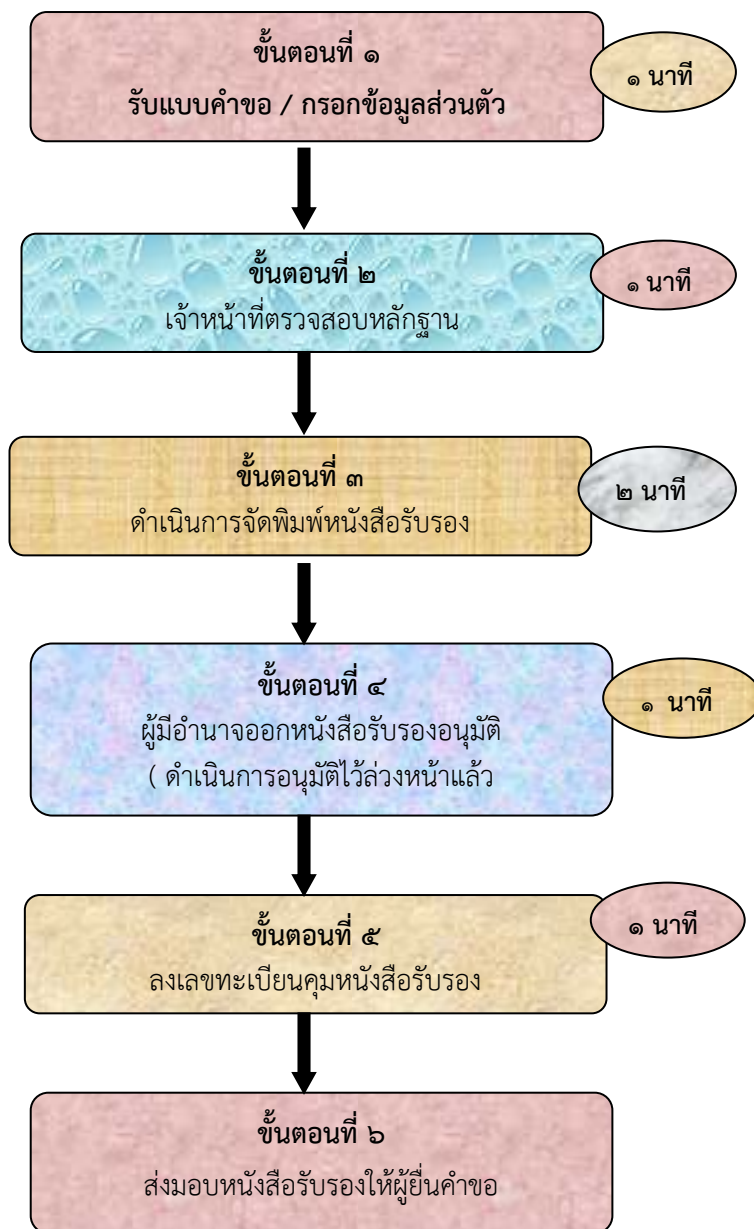 ขั้นตอนที่ ๑
รับแบบคำขอ / กรอกข้อมูลส่วนตัว
๑ นาที
ขั้นตอนที่ ๒
เจ้าหน้าที่ตรวจสอบหลักฐาน
๑ นาที
ขั้นตอนที่ ๓
ดำเนินการจัดพิมพ์หนังสือรับรอง
๒ นาที
ขั้นตอนที่ ๔
ผู้มีอำนาจออกหนังสือรับรองอนุมัติ
( ดำเนินการอนุมัติไว้ล่วงหน้าแล้ว
๑ นาที
ขั้นตอนที่ ๕
ลงเลขทะเบียนคุมหนังสือรับรอง
๑ นาที
ขั้นตอนที่ ๖
ส่งมอบหนังสือรับรองให้ผู้ยื่นคำขอ